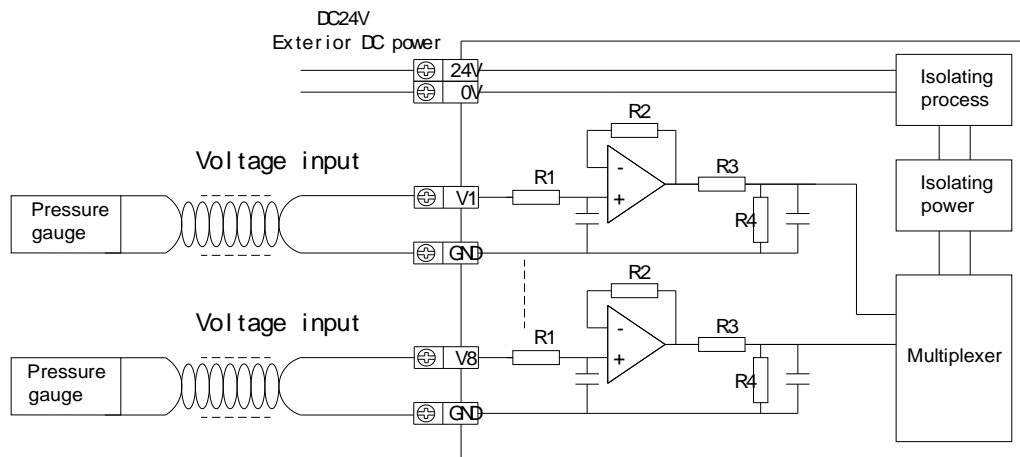 DC24V
Exterior DC power
24V
0V
Isolating
process
R2
Voltage input
R1
-
+
R3
V1
R4
Pressure
gauge
Isolating
power
GND
R2
Voltage input
R1
-
+
R3
V8
R4
Pressure
gauge
Multiplexer
GND